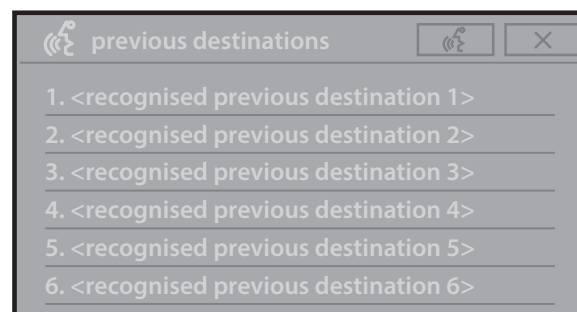 previous destinations
1. <recognised previous destination 1>
2. <recognised previous destination 2>
3. <recognised previous destination 3>
4. <recognised previous destination 4>
5. <recognised previous destination 5>
6. <recognised previous destination 6>